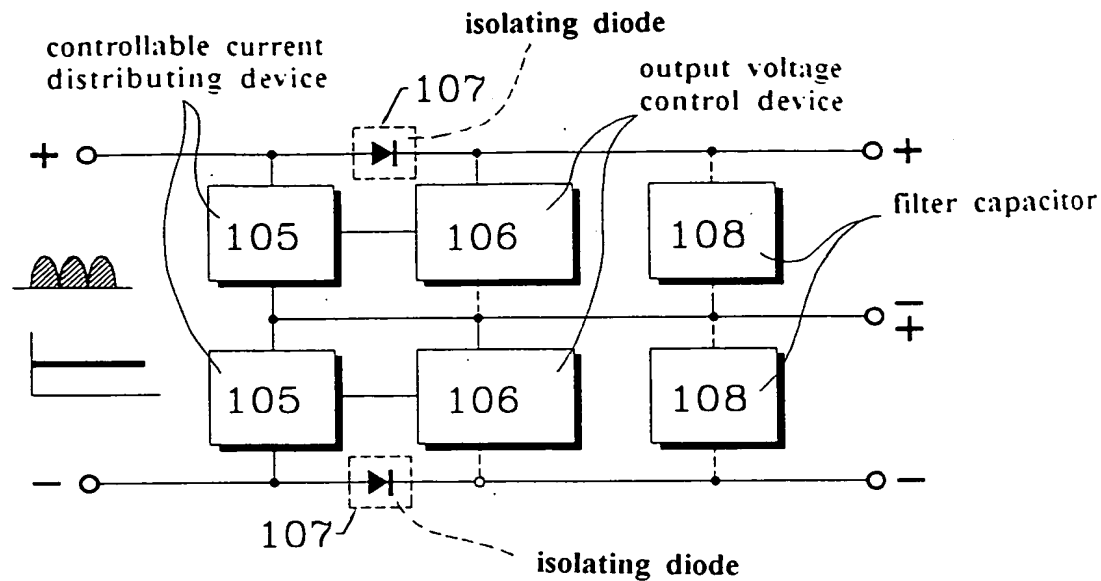 isolating diode
controllable current
distributing device
107
output voltage
control device
+ +
105 106 108
filter capacitor
−
+
105 106 108
− −
107
isolating diode